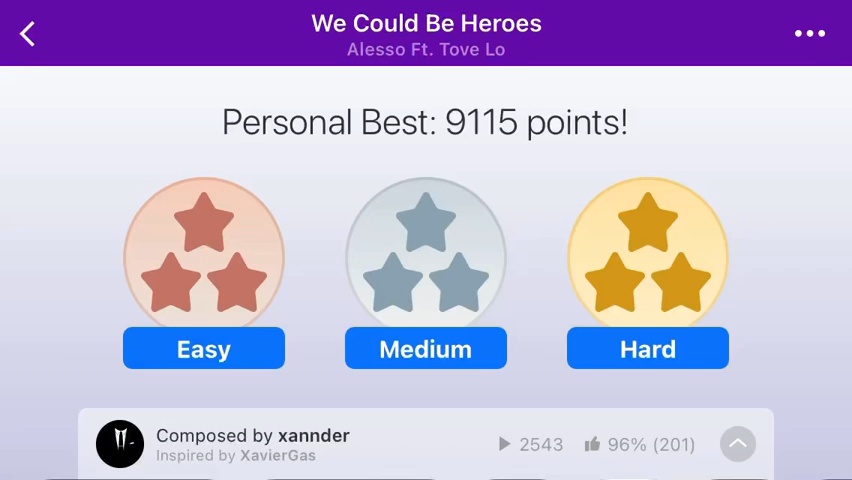 We Could Be Heroes
Alesso Ft. Tove Lo
Personal Best: 9115 points!
Easy Medium Hard
Composed by xannder 2543 96% (201)
Inspired by XavierGas